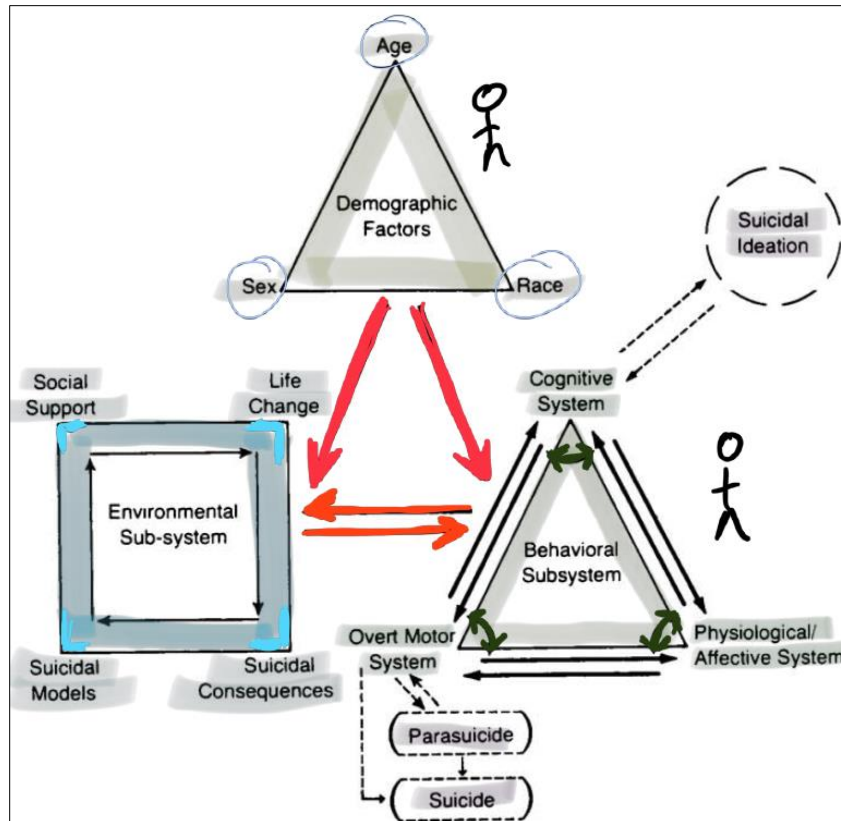 Age
Demographic
Factors
Sex
Race
Suicidal
Ideation
Social
Support
Life
Change
Cognitive
System
Environmental
Sub-system
Behavioral
Subsystem
Suicidal
Models
Suicidal
Consequences
Overt Motor
System
Physiological/
Affective System
Parasuicide
Suicide